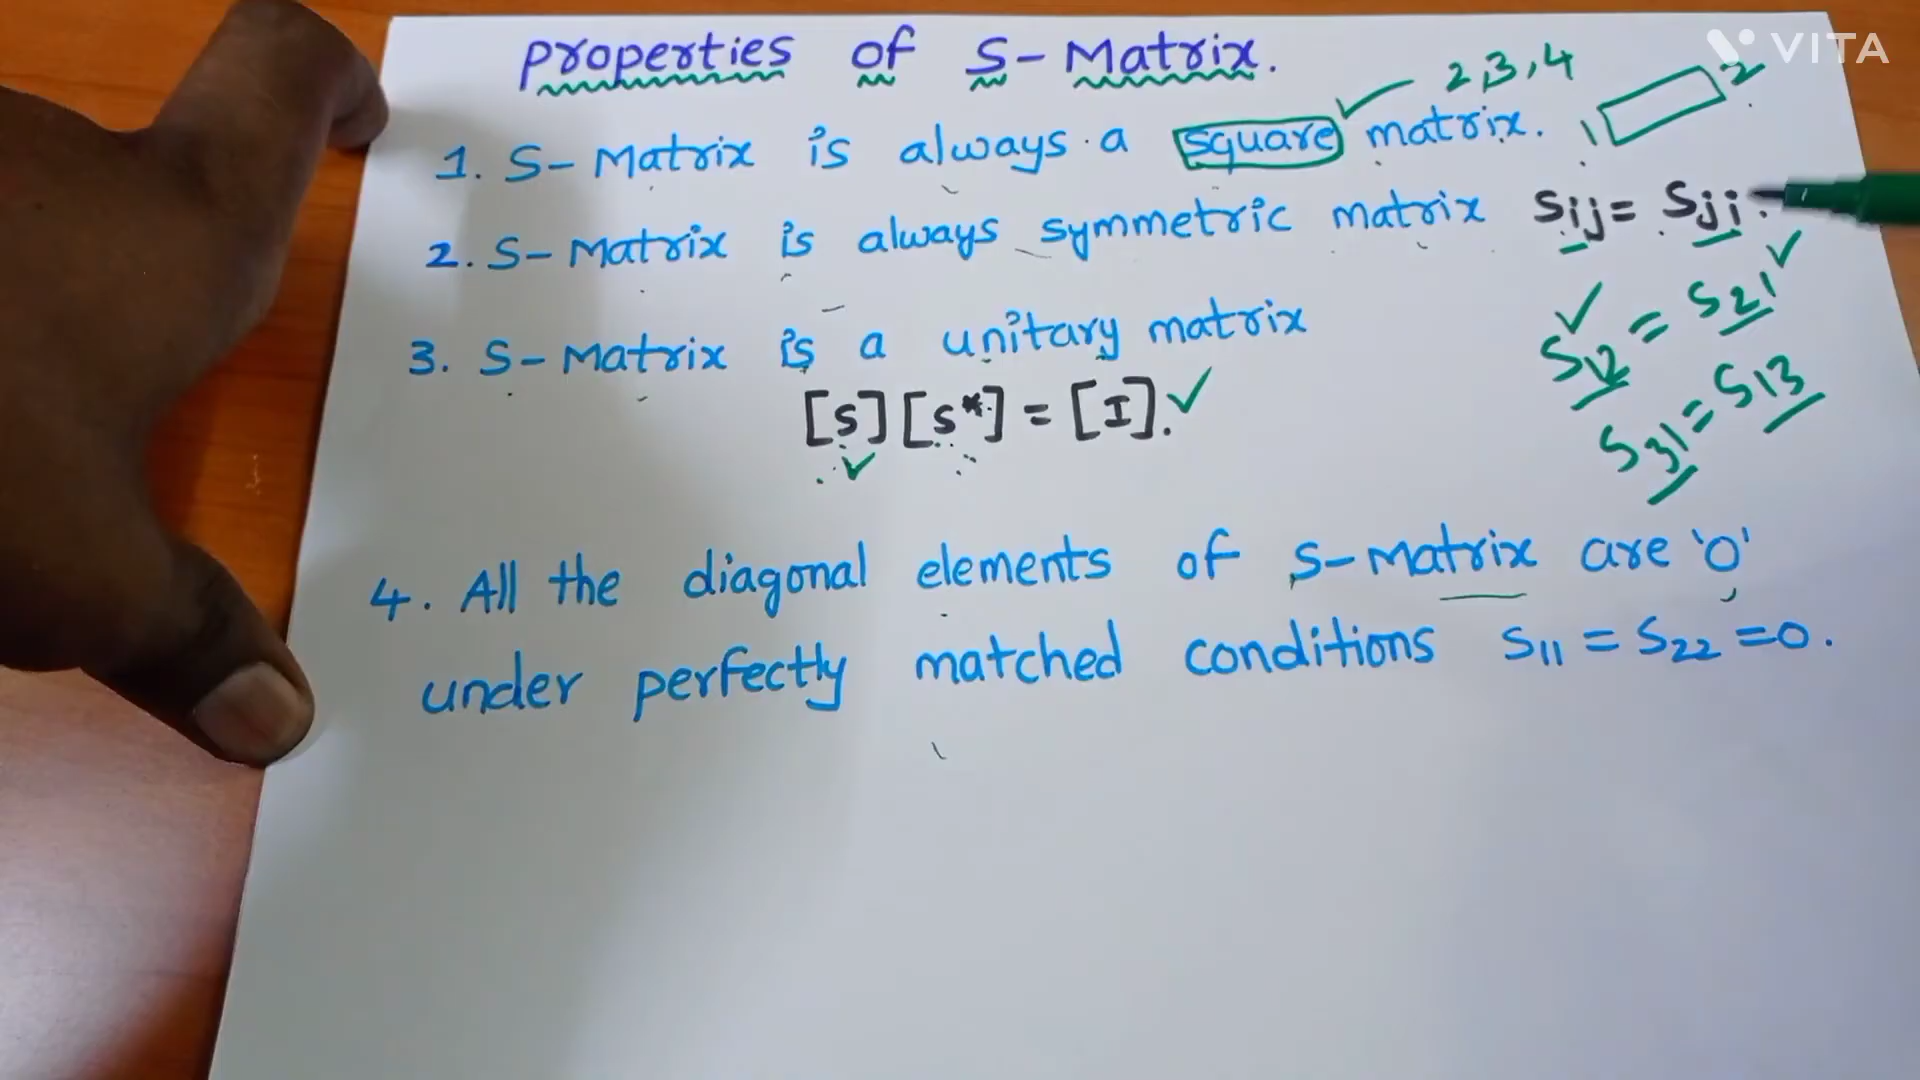 VITA
Properties of S-Matrix.
2,3,4
1 2
1. S-Matrix is always a square matrix.
2. S-Matrix is always symmetric matrix Sij = Sji.
S12 = S21
3. S-Matrix is a unitary matrix
S31 = S13
[S][S*] = [I].
4. All the diagonal elements of S-Matrix are '0'
under perfectly matched conditions S11 = S22 = 0.